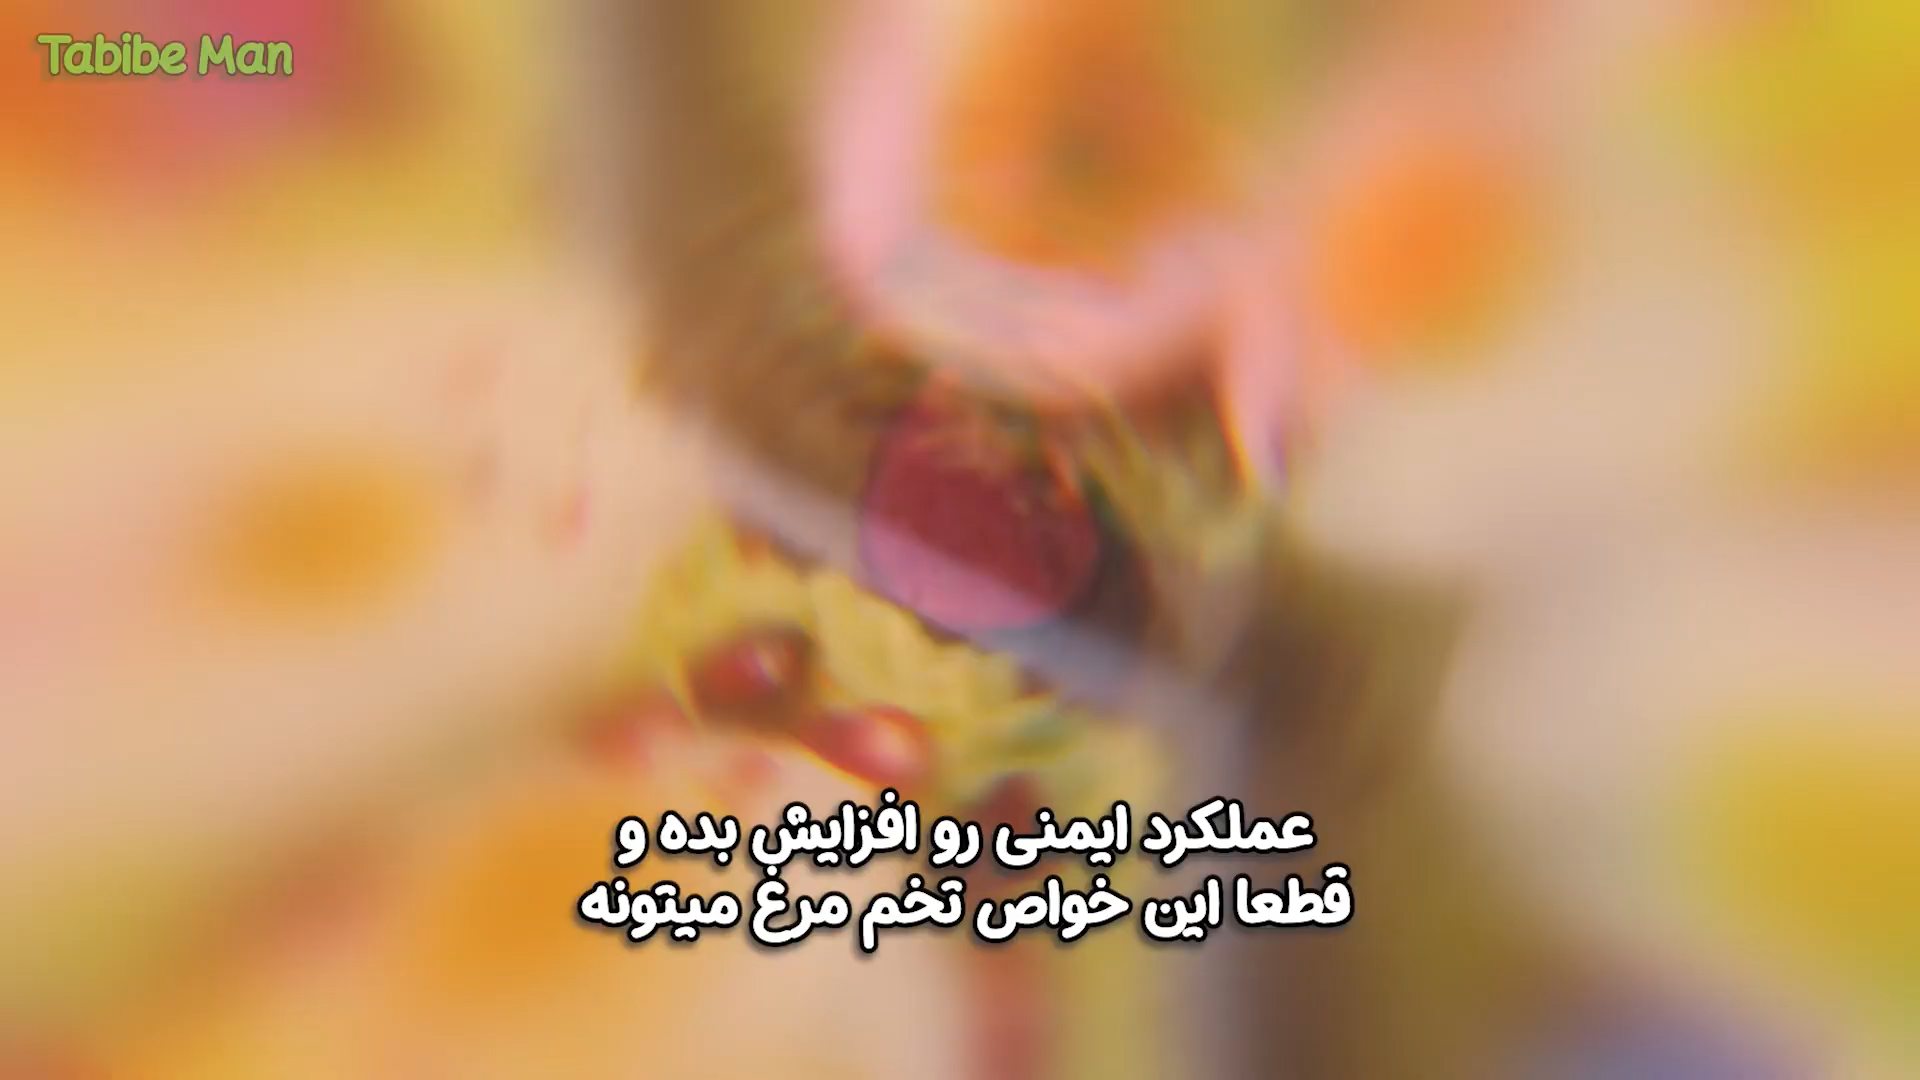 Tabibe Man
عملکرد ایمنی رو افزایش بده و
قطعا این خواص تخم مرغ میتونه